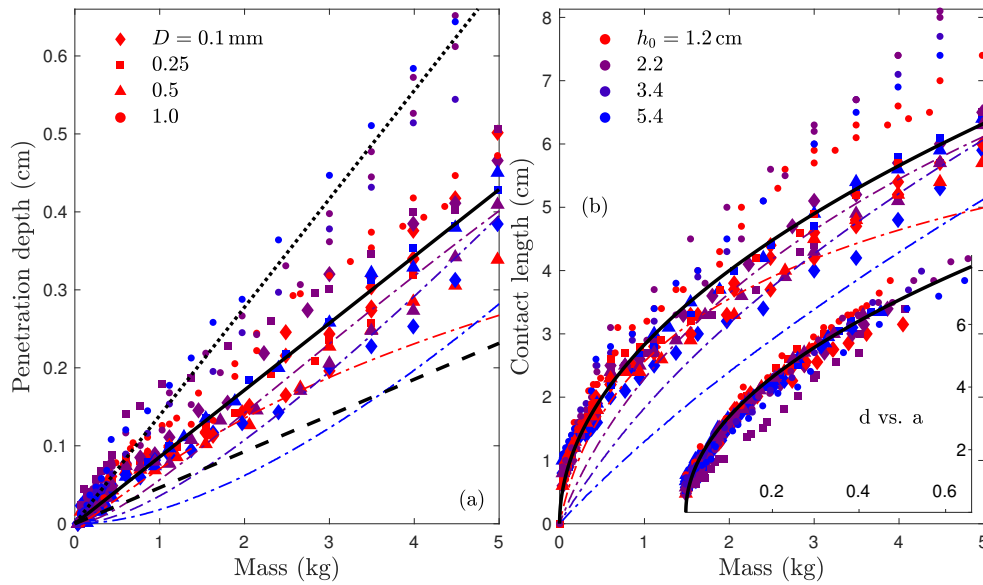 Penetration depth (cm)
0.6
0.5
0.4
0.3
0.2
0.1
0
D = 0.1 mm
0.25
0.5
1.0
(a)
0 1 2 3 4 5
Mass (kg)
Contact length (cm)
8
7
6
5
4
3
2
1
0
h₀ = 1.2 cm
2.2
3.4
5.4
(b)
d vs. a
6
4
2
0.2 0.4 0.6
0 1 2 3 4 5
Mass (kg)